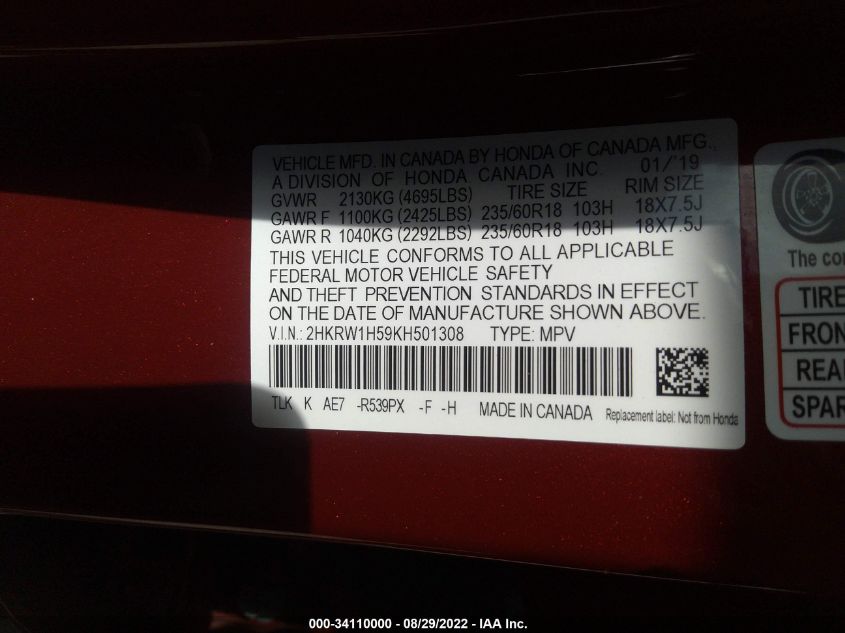 VEHICLE MFD. IN CANADA BY HONDA OF CANADA MFG.,
A DIVISION OF HONDA CANADA INC. 01/'19
GVWR 2130KG (4695LBS) TIRE SIZE RIM SIZE
GAWR F 1100KG (2425LBS) 235/60R18 103H 18X7.5J
GAWR R 1040KG (2292LBS) 235/60R18 103H 18X7.5J
THIS VEHICLE CONFORMS TO ALL APPLICABLE
FEDERAL MOTOR VEHICLE SAFETY
AND THEFT PREVENTION STANDARDS IN EFFECT
ON THE DATE OF MANUFACTURE SHOWN ABOVE.
V.I.N.: 2HKRW1H59KH501308 TYPE: MPV
TLK K AE7 -R539PX -F -H MADE IN CANADA Replacement label: Not from Honda
The co
TIRE
FRON
REA
SPAR
000-34110000 - 08/29/2022 - IAA Inc.